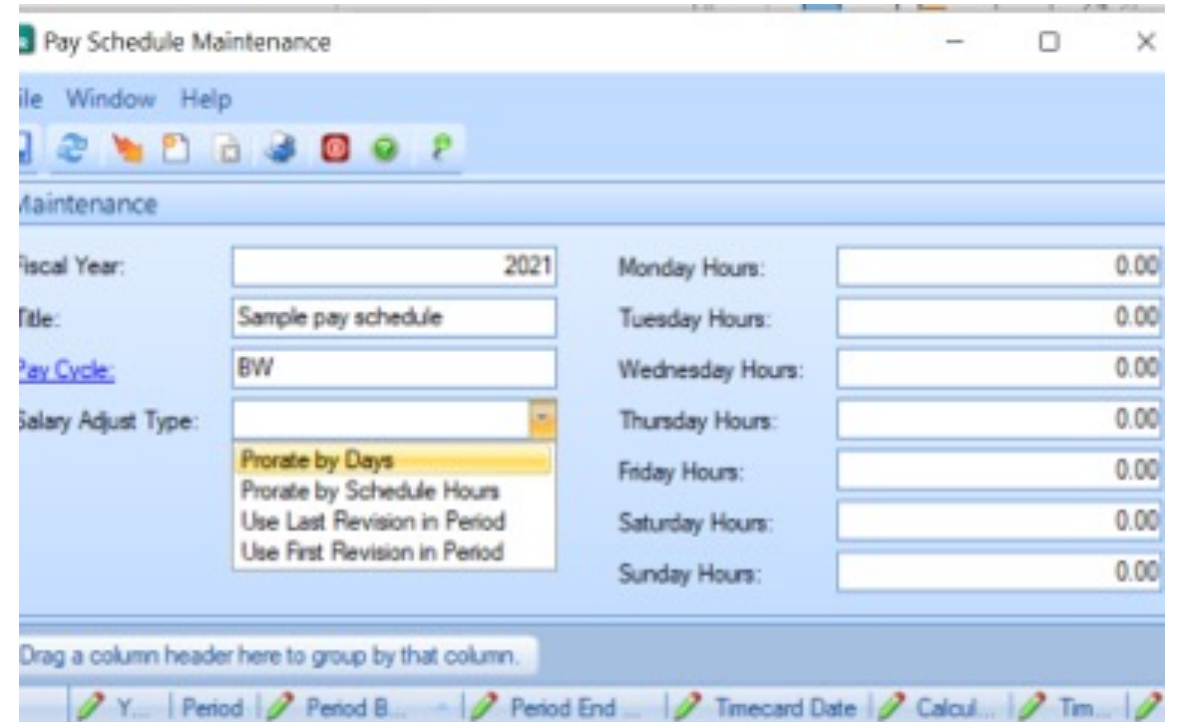 Pay Schedule Maintenance
ile Window Help
Maintenance
Fiscal Year: 2021 Monday Hours: 0.00
Title: Sample pay schedule Tuesday Hours: 0.00
Pay Cycle: BW Wednesday Hours: 0.00
Salary Adjust Type: Thursday Hours: 0.00
Prorate by Days
Friday Hours: 0.00
Prorate by Schedule Hours
Use Last Revision in Period Saturday Hours: 0.00
Use First Revision in Period
Sunday Hours: 0.00
Drag a column header here to group by that column.
Y... Period Period B... Period End ... Timecard Date Calcul... Tim...